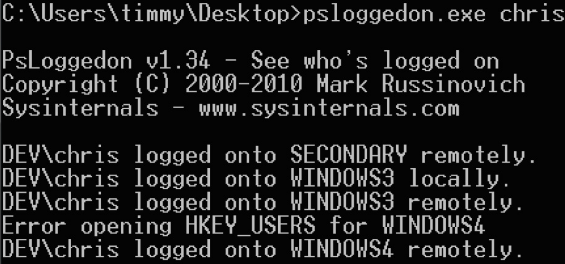 C:\Users\timmy\Desktop>psloggedon.exe chris
PsLoggedon v1.34 - See who's logged on
Copyright (C) 2000-2010 Mark Russinovich
Sysinternals - www.sysinternals.com
DEV\chris logged onto SECONDARY remotely.
DEV\chris logged onto WINDOWS3 locally.
DEV\chris logged onto WINDOWS3 remotely.
Error opening HKEY_USERS for WINDOWS4
DEV\chris logged onto WINDOWS4 remotely.